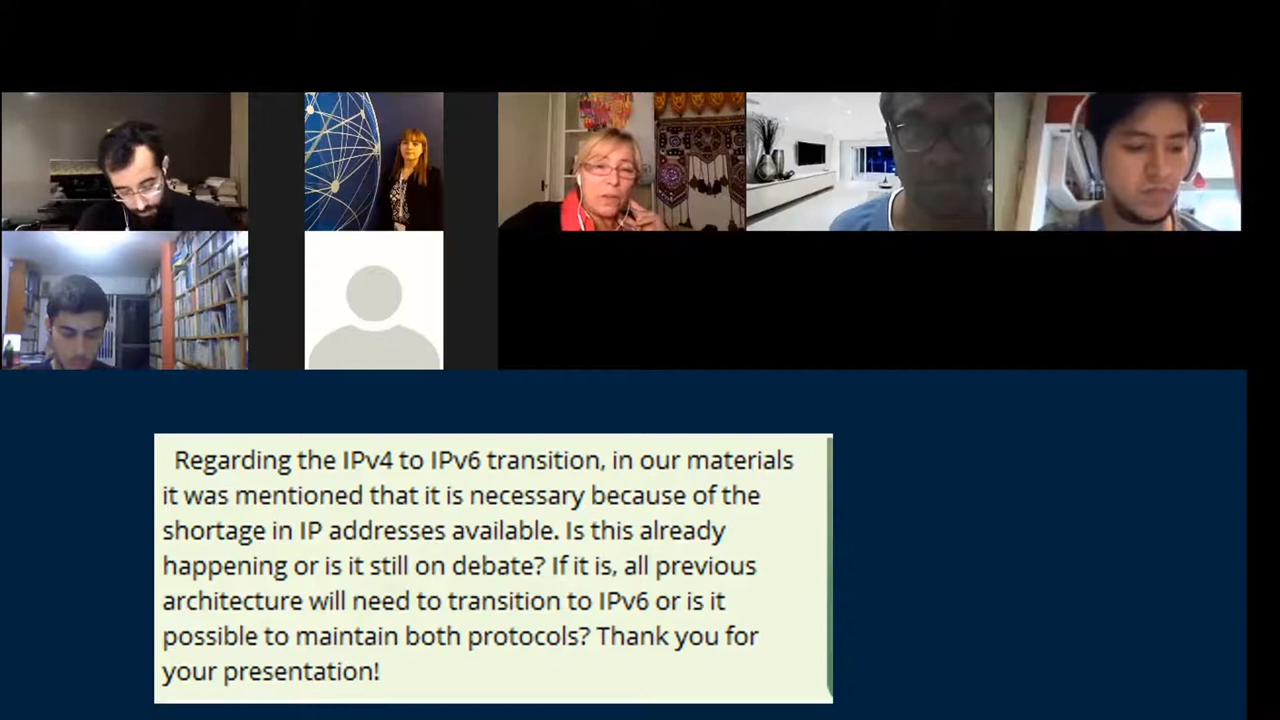 Regarding the IPv4 to IPv6 transition, in our materials
it was mentioned that it is necessary because of the
shortage in IP addresses available. Is this already
happening or is it still on debate? If it is, all previous
architecture will need to transition to IPv6 or is it
possible to maintain both protocols? Thank you for
your presentation!